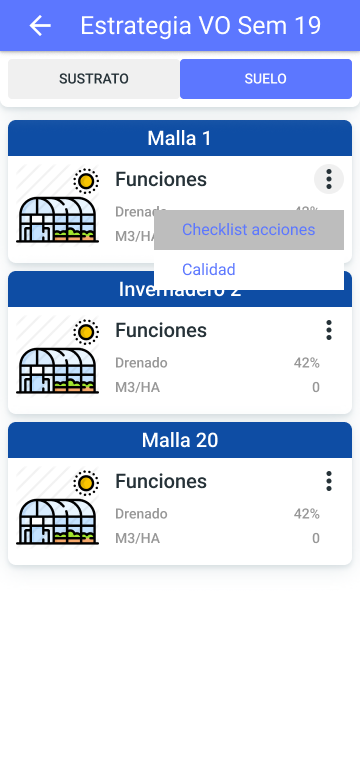 Estrategia VO Sem 19
SUSTRATO
SUELO
Malla 1
Funciones
Drenado
M3/HA
Checklist acciones
Calidad
Invernadero 2
Funciones
Drenado 42%
M3/HA 0
Malla 20
Funciones
Drenado 42%
M3/HA 0